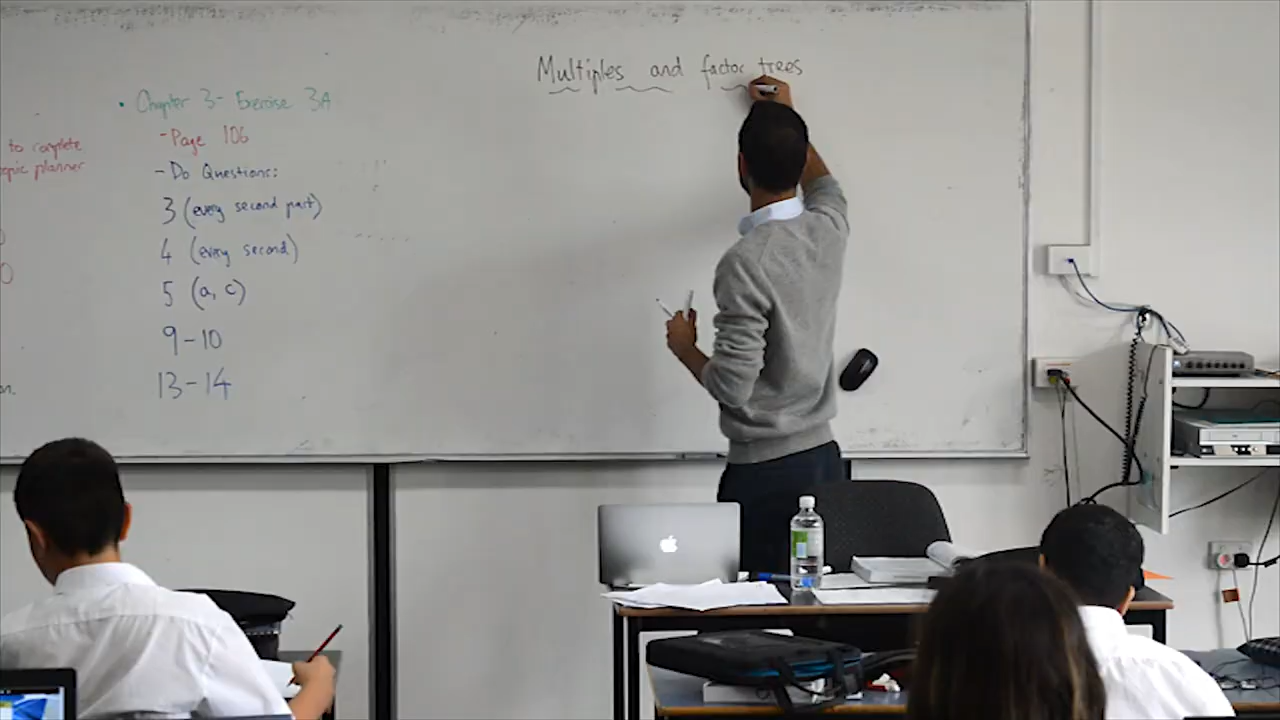 Multiples and factor trees
to complete
topic planner
• Chapter 3- Exercise 3A
-Page 106
-Do Questions:
3 (every second part)
4 (every second)
5 (a, c)
9-10
13-14